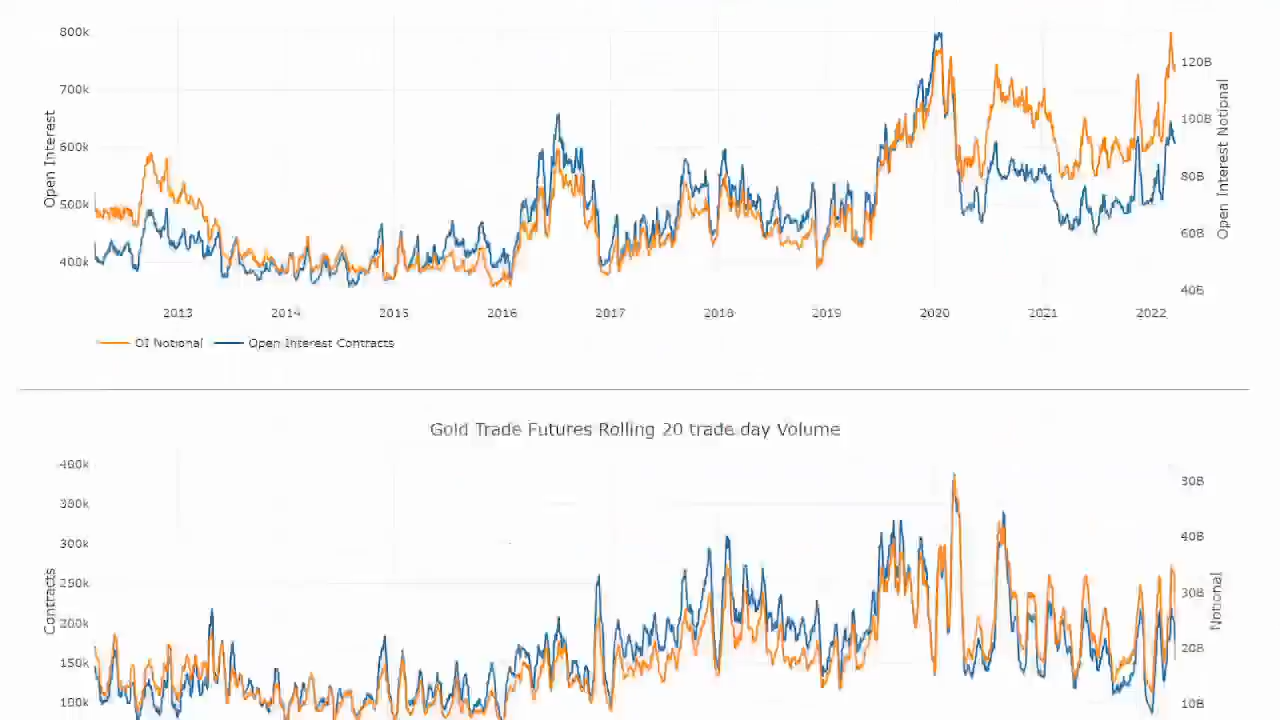 800k
700k
600k
500k
400k
Open Interest
120B
100B
80B
60B
40B
Open Interest Notional
2013 2014 2015 2016 2017 2018 2019 2020 2021 2022
OI Notional Open Interest Contracts
Gold Trade Futures Rolling 20 trade day Volume
400k
350k
300k
250k
200k
150k
100k
Contracts
40B
30B
20B
10B
Notional